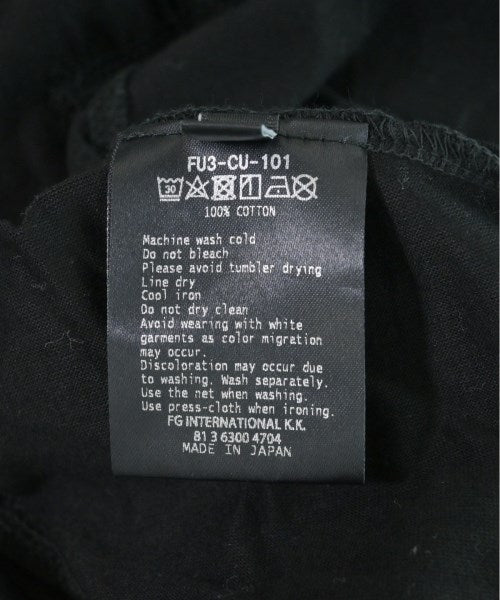 FU3-CU-101
30
100% COTTON
Machine wash cold
Do not bleach
Please avoid tumbler drying
Line dry
Cool iron
Do not dry clean
Avoid wearing with white
garments as color migration
may occur.
Discoloration may occur due
to washing. Wash separately.
Use the net when washing.
Use press-cloth when ironing.
FG INTERNATIONAL K.K.
81 3 6300 4704
MADE IN JAPAN